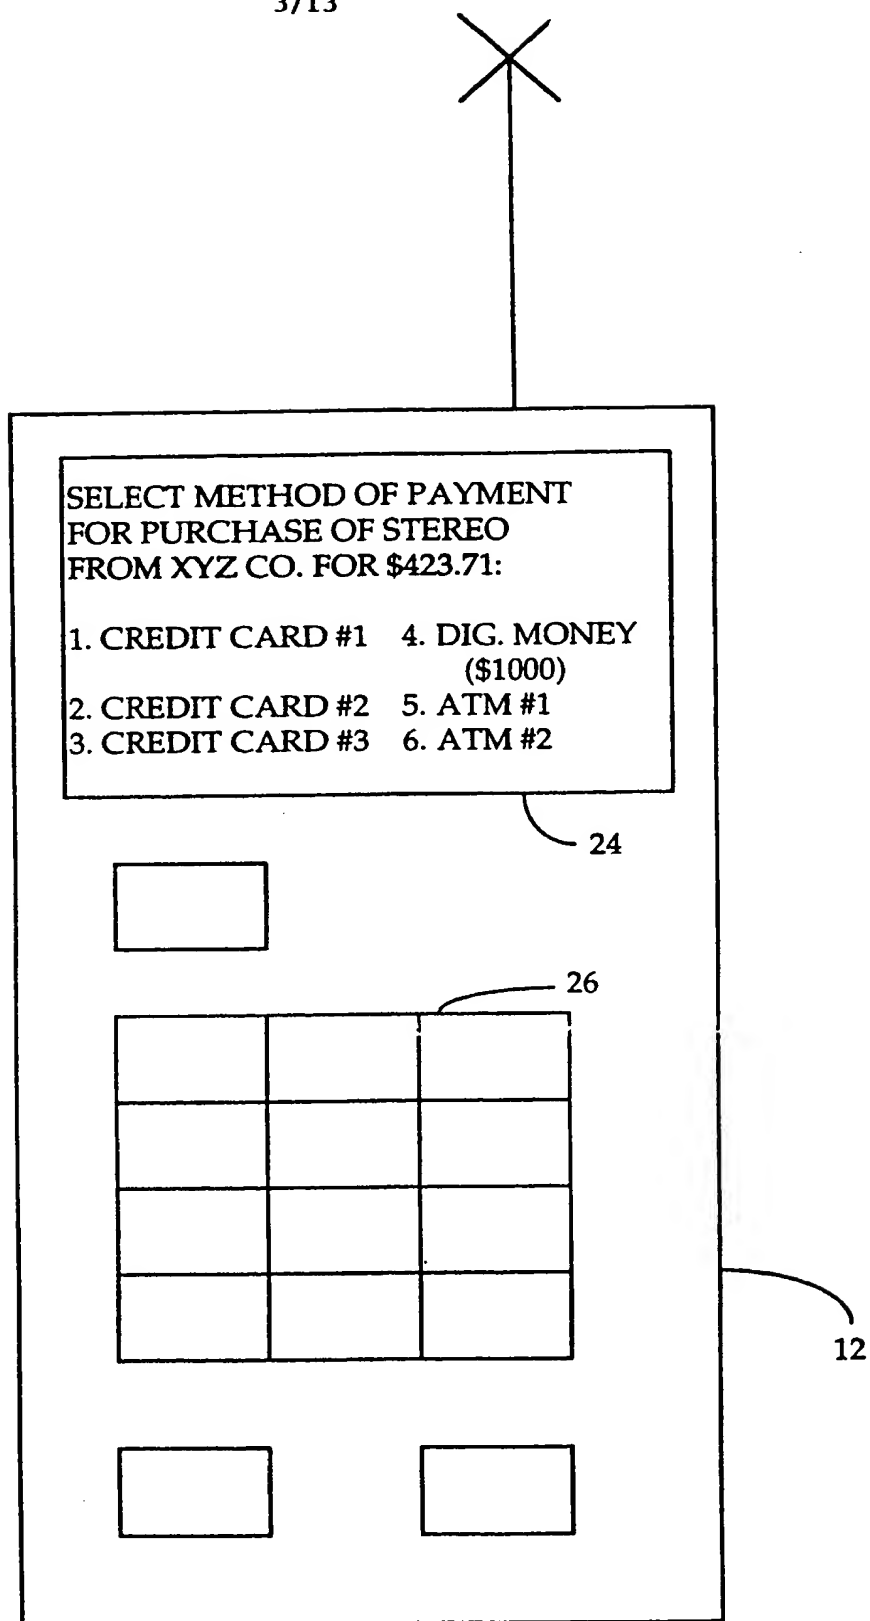 3/13
SELECT METHOD OF PAYMENT
FOR PURCHASE OF STEREO
FROM XYZ CO. FOR $423.71:
1. CREDIT CARD #1 4. DIG. MONEY
($1000)
2. CREDIT CARD #2 5. ATM #1
3. CREDIT CARD #3 6. ATM #2
24
26
12